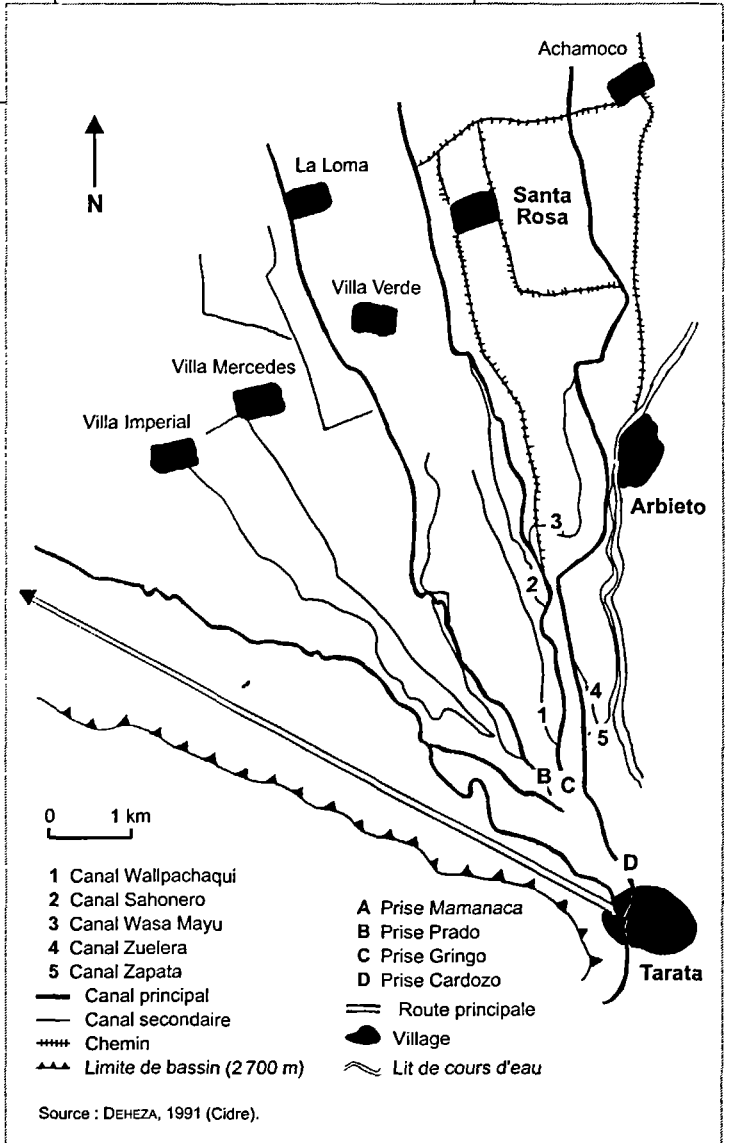 Achamoco
La Loma
N
Santa
Rosa
Villa Verde
Villa Mercedes
Villa Imperial
Arbieto
3
2
4
1
5
B
C
D
0 1 km
Tarata
1 Canal Wallpachaqui
2 Canal Sahonero
3 Canal Wasa Mayu
4 Canal Zuelera
5 Canal Zapata
Canal principal
Canal secondaire
Chemin
Limite de bassin (2 700 m)
A Prise Mamanaca
B Prise Prado
C Prise Gringo
D Prise Cardozo
Route principale
Village
Lit de cours d'eau
Source : DEHEZA, 1991 (Cidre).